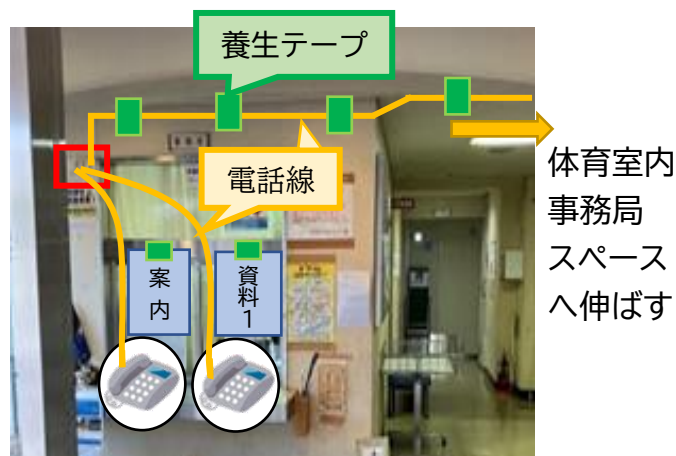 養生テープ
電話線
案内
資料1
体育室内
事務局
スペース
へ伸ばす